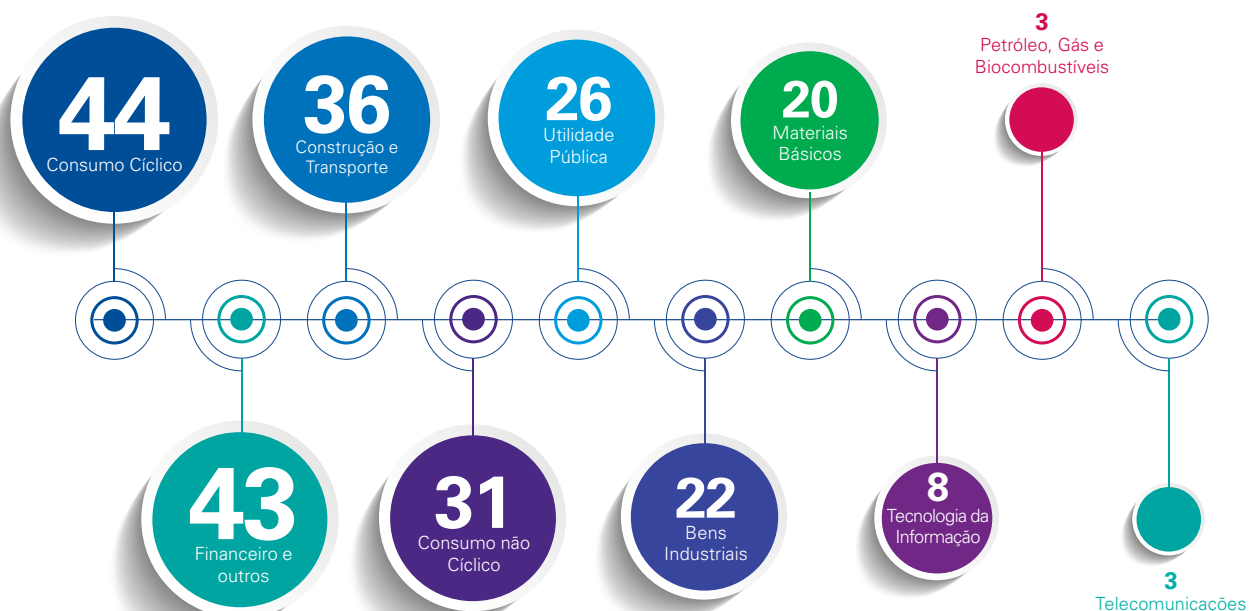 44
Consumo Cíclico
36
Construção e
Transporte
26
Utilidade
Pública
20
Materiais
Básicos
3
Petróleo, Gás e
Biocombustíveis
43
Financeiro e
outros
31
Consumo não
Cíclico
22
Bens
Industriais
8
Tecnologia da
Informação
3
Telecomunicações